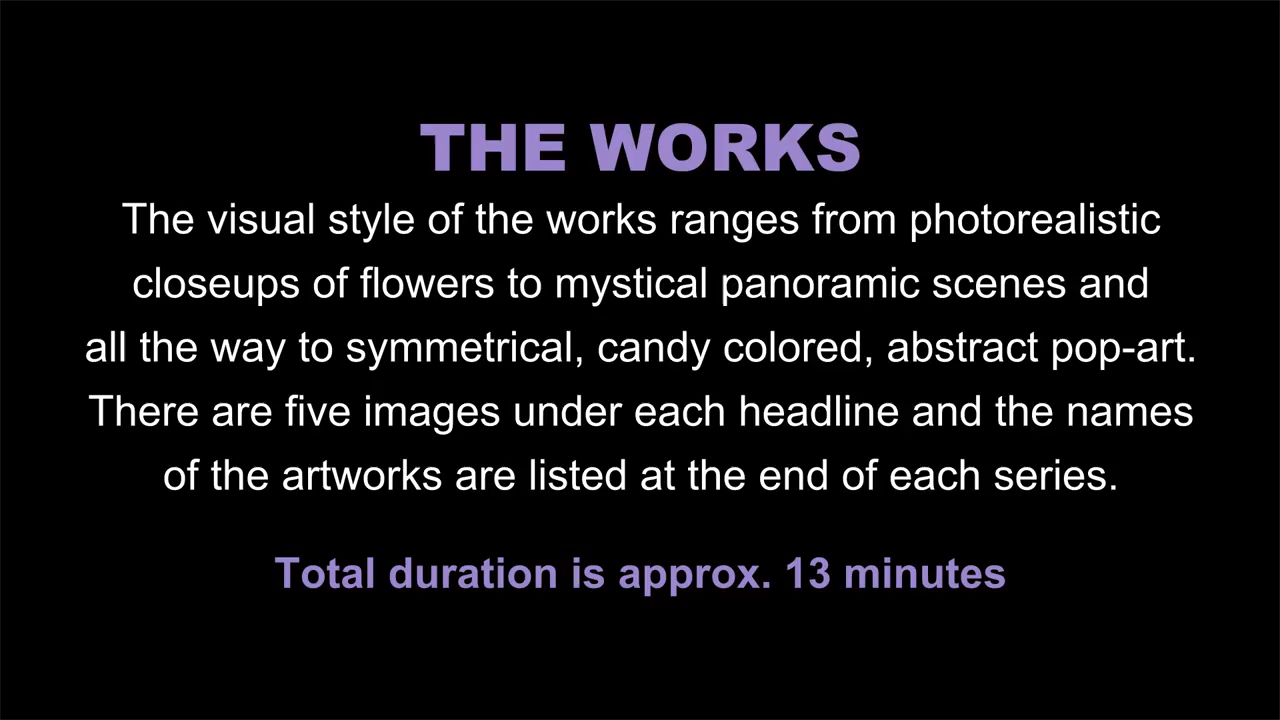 THE WORKS
The visual style of the works ranges from photorealistic
closeups of flowers to mystical panoramic scenes and
all the way to symmetrical, candy colored, abstract pop-art.
There are five images under each headline and the names
of the artworks are listed at the end of each series.
Total duration is approx. 13 minutes